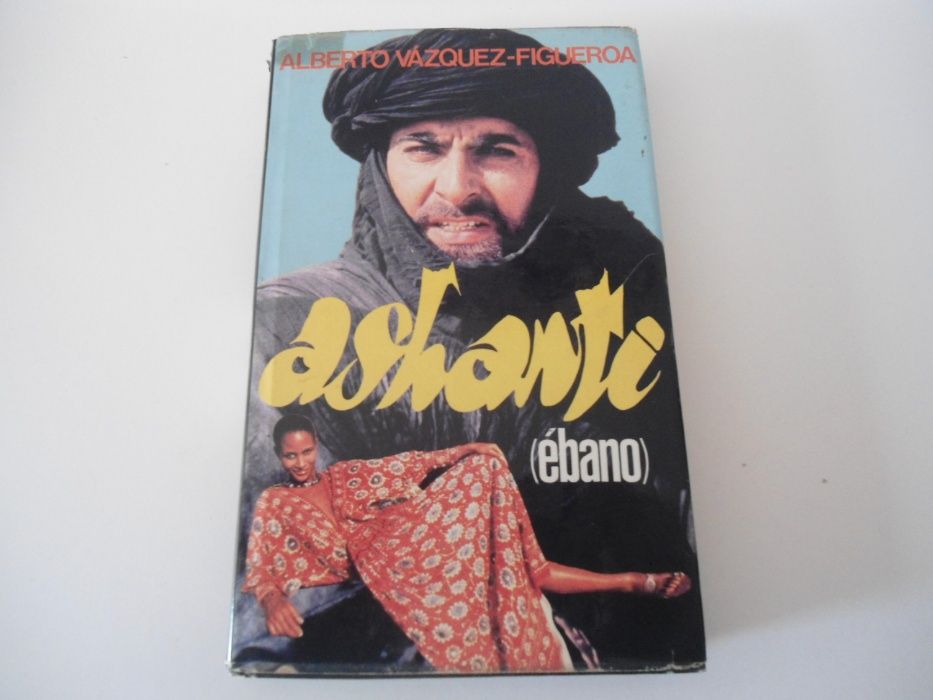 ALBERTO VÁZQUEZ-FIGUEROA
ashanti
(ébano)